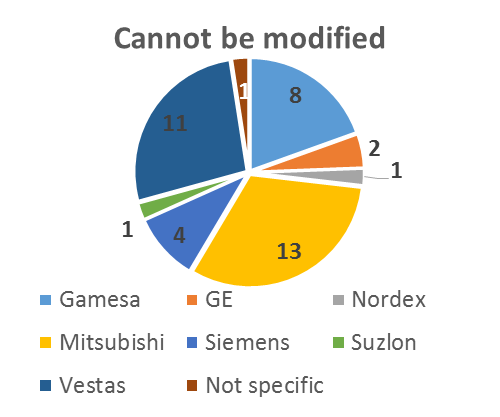 Cannot be modified
1
8
11
2
1
1
4
13
Gamesa
GE
Nordex
Mitsubishi
Siemens
Suzlon
Vestas
Not specific